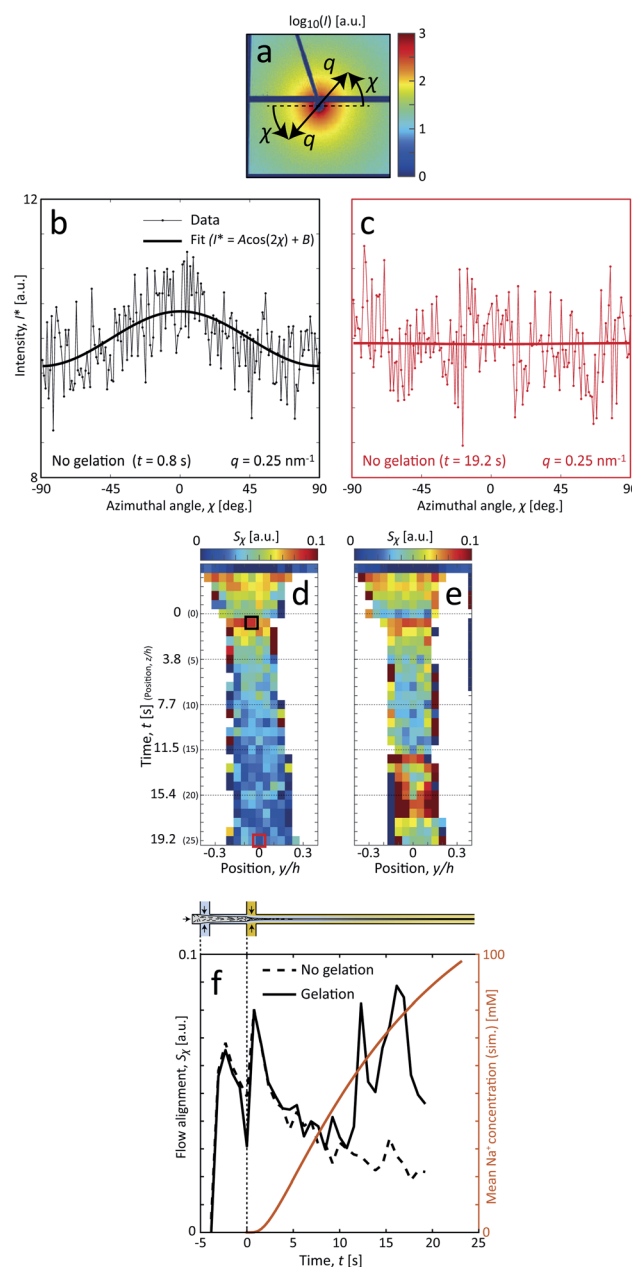 log10(I) [a.u.]
a
q
χ
χ
q
3
2
1
0
12
b
Data
Fit (I* = Acos(2χ) + B)
Intensity, I* [a.u.]
No gelation (t = 0.8 s) q = 0.25 nm-1
8
-90 -45 0 45 90
Azimuthal angle, χ [deg.]
c
No gelation (t = 19.2 s) q = 0.25 nm-1
-90 -45 0 45 90
Azimuthal angle, χ [deg.]
Sχ [a.u.]
0 0.1
d
Sχ [a.u.]
0 0.1
e
Time, t [s] (Position, z/h)
0 (0)
3.8 (5)
7.7 (10)
11.5 (15)
15.4 (20)
19.2 (25)
-0.3 0 0.3
Position, y/h
-0.3 0 0.3
Position, y/h
0.1
f
No gelation
Gelation
100
Flow alignment, Sχ [a.u.]
Mean Na+ concentration (sim.) [mM]
0
0
-5 0 5 10 15 20 25
Time, t [s]